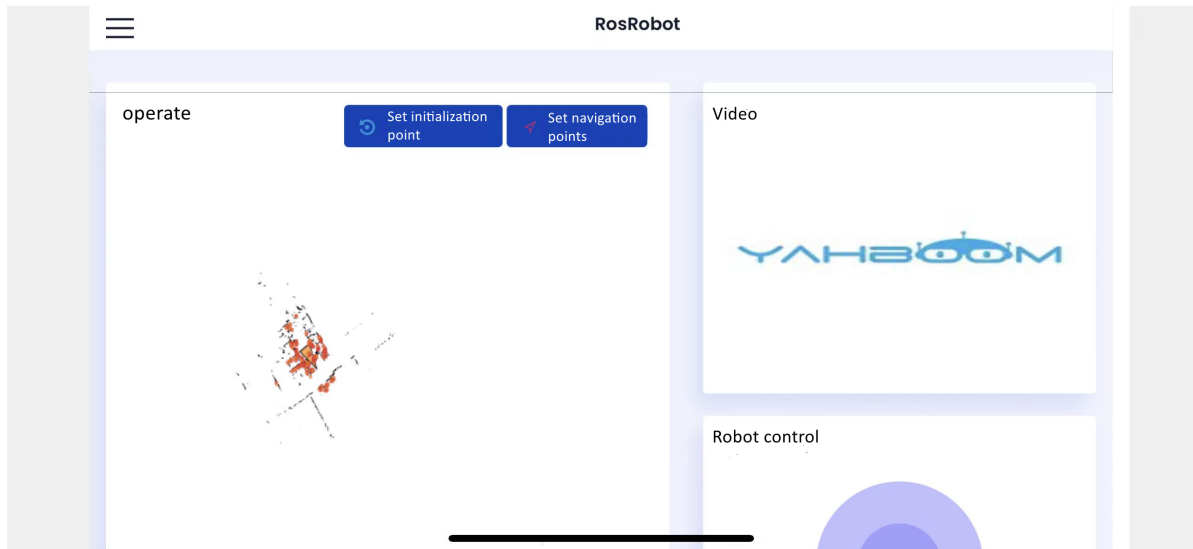 RosRobot
operate
Set initialization
point
Set navigation
points
Video
YAHBOOM
Robot control